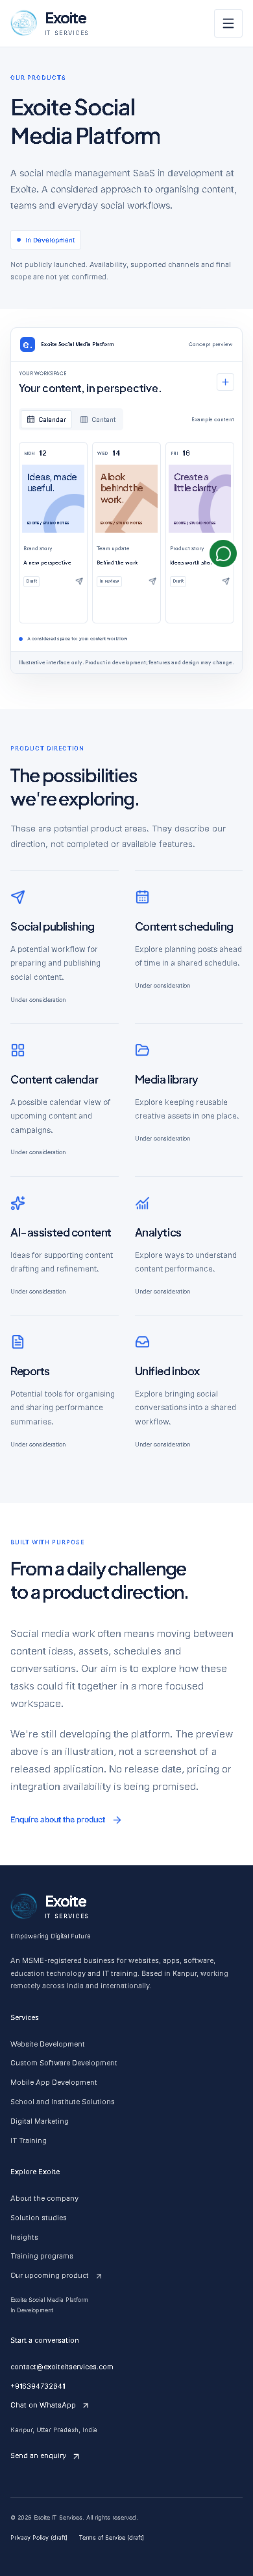 Exoite
IT SERVICES
OUR PRODUCTS
Exoite Social
Media Platform
A social media management SaaS in development at
Exoite. A considered approach to organising content,
teams and everyday social workflows.
In Development
Not publicly launched. Availability, supported channels and final
scope are not yet confirmed.
e.
Exoite Social Media Platform
Concept preview
YOUR WORKSPACE
Your content, in perspective.
Calendar
Content
Example content
MON 12
WED 14
FRI 16
Ideas, made
useful.
A look
behind the
work.
Create a
little clarity.
EXOITE / STUDIO NOTES
EXOITE / STUDIO NOTES
EXOITE / STUDIO NOTES
Brand story
Team update
Product story
A new perspective
Behind the work
Ideas worth sha
Draft
In review
Draft
A considered space for your content workflow
Illustrative interface only. Product in development; features and design may change.
PRODUCT DIRECTION
The possibilities
we're exploring.
These are potential product areas. They describe our
direction, not completed or available features.
Social publishing
A potential workflow for
preparing and publishing
social content.
Under consideration
Content scheduling
Explore planning posts ahead
of time in a shared schedule.
Under consideration
Content calendar
A possible calendar view of
upcoming content and
campaigns.
Under consideration
Media library
Explore keeping reusable
creative assets in one place.
Under consideration
AI-assisted content
Ideas for supporting content
drafting and refinement.
Under consideration
Analytics
Explore ways to understand
content performance.
Under consideration
Reports
Potential tools for organising
and sharing performance
summaries.
Under consideration
Unified inbox
Explore bringing social
conversations into a shared
workflow.
Under consideration
BUILT WITH PURPOSE
From a daily challenge
to a product direction.
Social media work often means moving between
content ideas, assets, schedules and
conversations. Our aim is to explore how these
tasks could fit together in a more focused
workspace.
We're still developing the platform. The preview
above is an illustration, not a screenshot of a
released application. No release date, pricing or
integration availability is being promised.
Enquire about the product
Exoite
IT SERVICES
Empowering Digital Future
An MSME-registered business for websites, apps, software,
education technology and IT training. Based in Kanpur, working
remotely across India and internationally.
Services
Website Development
Custom Software Development
Mobile App Development
School and Institute Solutions
Digital Marketing
IT Training
Explore Exoite
About the company
Solution studies
Insights
Training programs
Our upcoming product
Exoite Social Media Platform
In Development
Start a conversation
contact@exoiteitservices.com
+916394732841
Chat on WhatsApp
Kanpur, Uttar Pradesh, India
Send an enquiry
© 2026 Exoite IT Services. All rights reserved.
Privacy Policy (draft)
Terms of Service (draft)